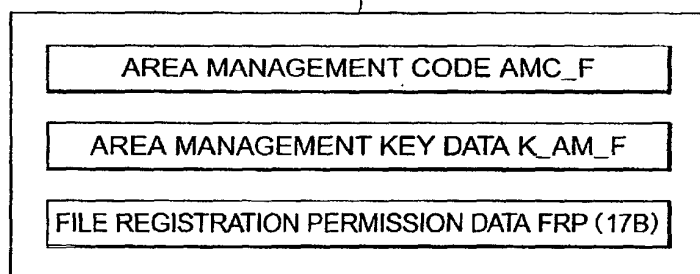 AREA MANAGEMENT CODE AMC_F
AREA MANAGEMENT KEY DATA K_AM_F
FILE REGISTRATION PERMISSION DATA FRP (17B)